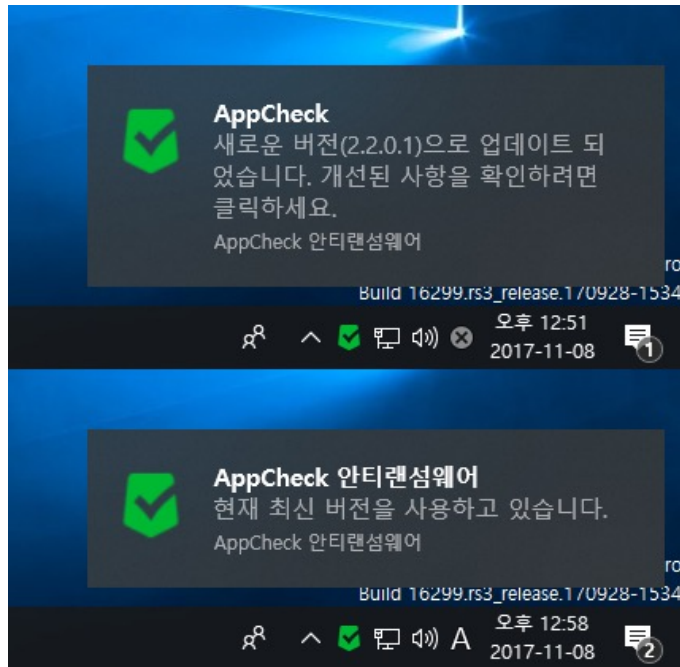 AppCheck
새로운 버전(2.2.0.1)으로 업데이트 되
었습니다. 개선된 사항을 확인하려면
클릭하세요.
AppCheck 안티랜섬웨어
ro
Build 16299.rs3_release.170928-1534
오후 12:51
2017-11-08
1
AppCheck 안티랜섬웨어
현재 최신 버전을 사용하고 있습니다.
AppCheck 안티랜섬웨어
ro
Build 16299.rs3_release.170928-1534
A
오후 12:58
2017-11-08
2